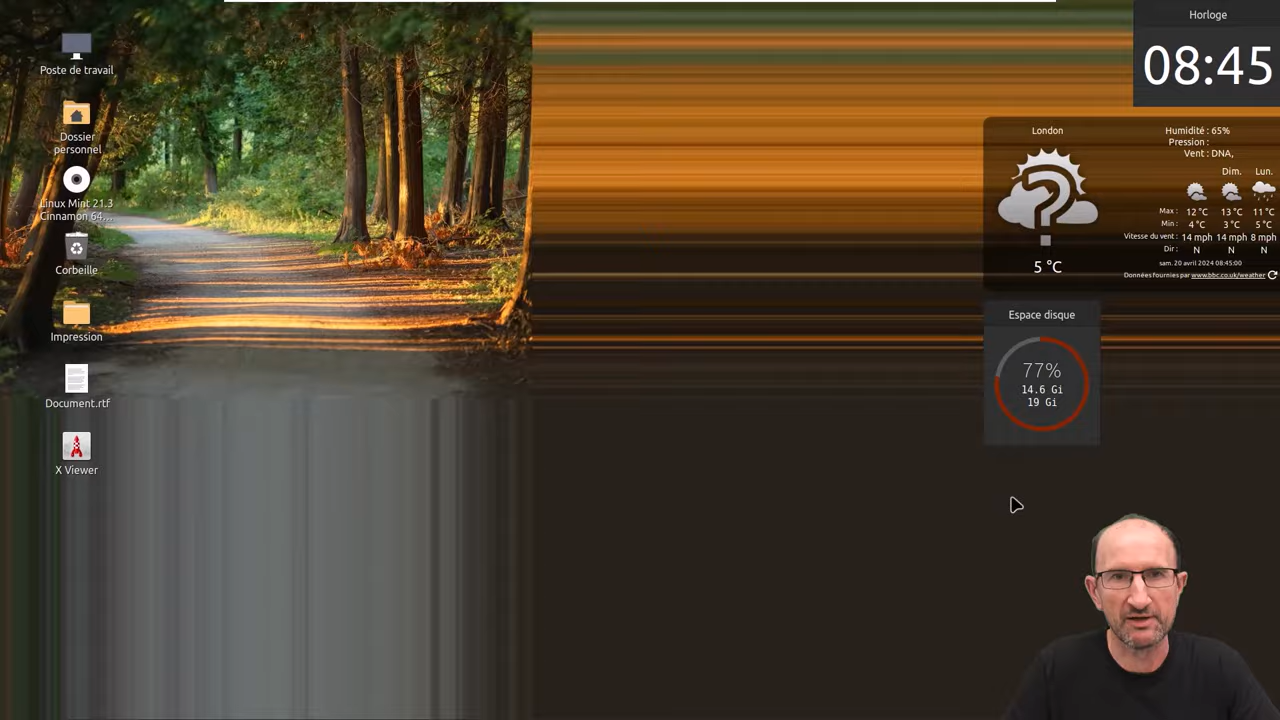 Poste de travail
Dossier
personnel
Linux Mint 21.3
Cinnamon 64...
Corbeille
Impression
Document.rtf
X Viewer
Horloge
08:45
London
5 °C
Humidité : 65%
Pression :
Vent : DNA,
Dim. Lun.
Max : 12 °C 13 °C 11 °C
Min : 4 °C 3 °C 5 °C
Vitesse du vent : 14 mph 14 mph 8 mph
Dir : N N N
sam. 20 avril 2024 08:45:00
Données fournies par www.bbc.co.uk/weather
Espace disque
77%
14.6 Gi
19 Gi